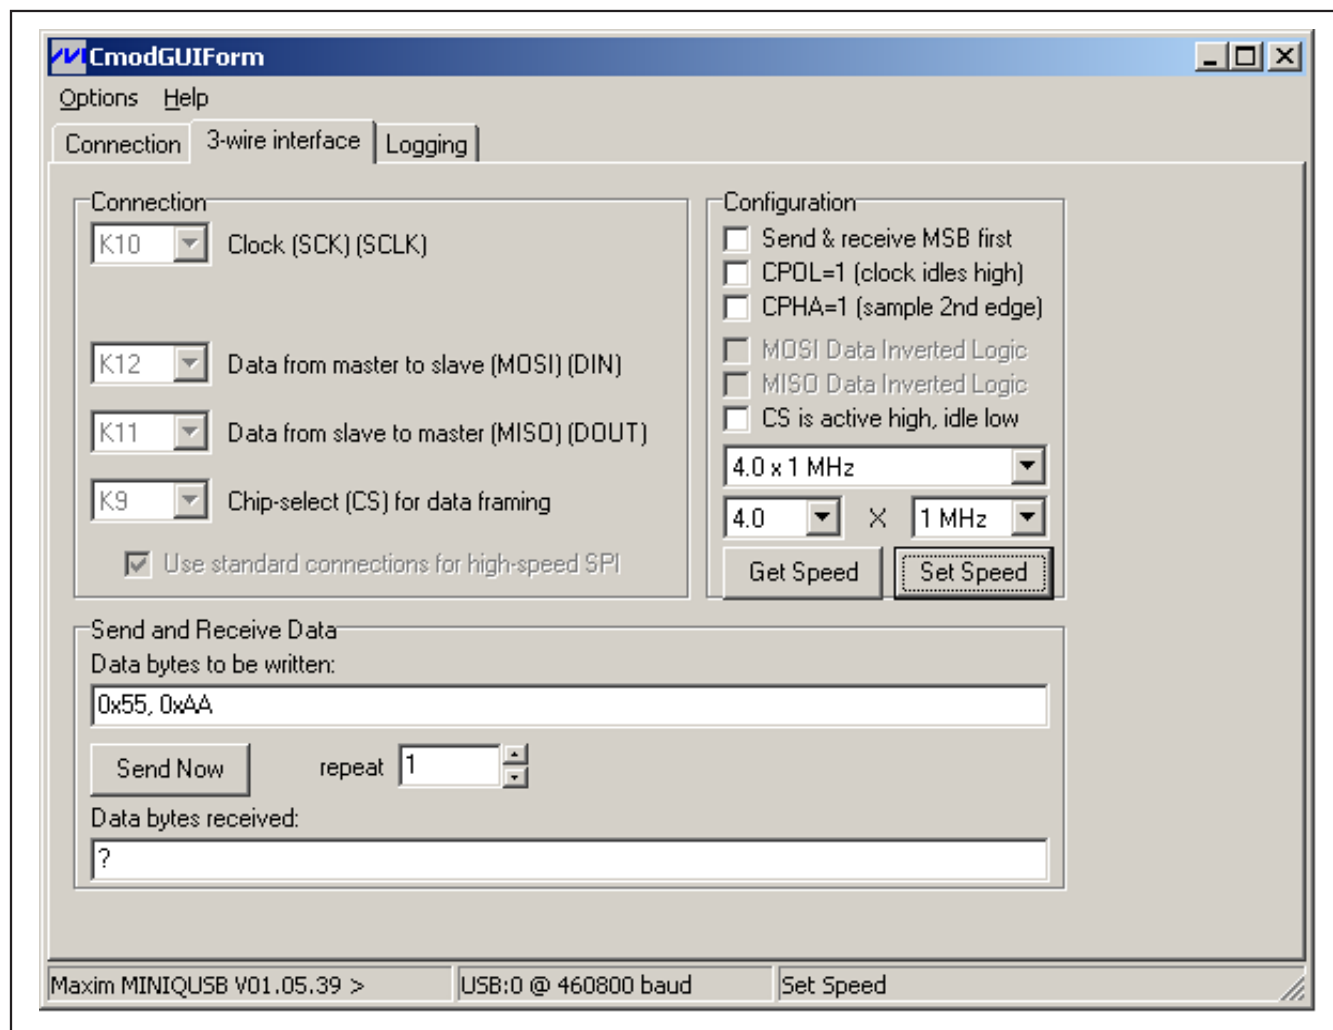 CmodGUIForm
Options Help
Connection 3-wire interface Logging
Connection
K10 Clock (SCK) (SCLK)
K12 Data from master to slave (MOSI) (DIN)
K11 Data from slave to master (MISO) (DOUT)
K9 Chip-select (CS) for data framing
Use standard connections for high-speed SPI
Configuration
Send & receive MSB first
CPOL=1 (clock idles high)
CPHA=1 (sample 2nd edge)
MOSI Data Inverted Logic
MISO Data Inverted Logic
CS is active high, idle low
4.0 x 1 MHz
4.0 X 1 MHz
Get Speed Set Speed
Send and Receive Data
Data bytes to be written:
0x55, 0xAA
Send Now repeat 1
Data bytes received:
?
Maxim MINIQUSB V01.05.39 > USB:0 @ 460800 baud Set Speed